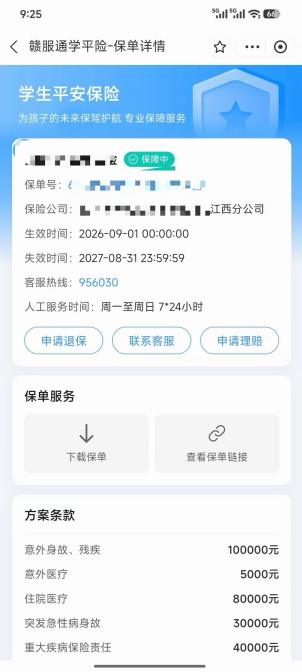 9:25
5G 5G 66
赣服通学平险-保单详情
学生平安保险
为孩子的未来保驾护航 专业保障服务
保障中
保单号：
保险公司： 江西分公司
生效时间：2026-09-01 00:00:00
失效时间：2027-08-31 23:59:59
客服热线：956030
人工服务时间：周一至周日 7*24小时
申请退保 联系客服 申请理赔
保单服务
下载保单 查看保单链接
方案条款
意外身故、残疾 100000元
意外医疗 5000元
住院医疗 80000元
突发急性病身故 30000元
重大疾病保险责任 40000元